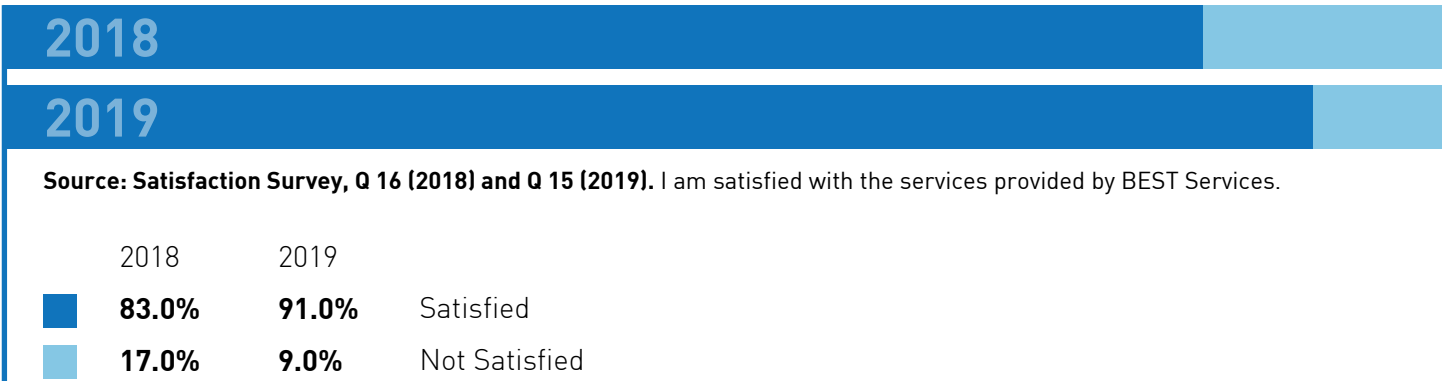 2018
2019
Source: Satisfaction Survey, Q 16 (2018) and Q 15 (2019). I am satisfied with the services provided by BEST Services.
2018 2019
83.0% 91.0% Satisfied
17.0% 9.0% Not Satisfied